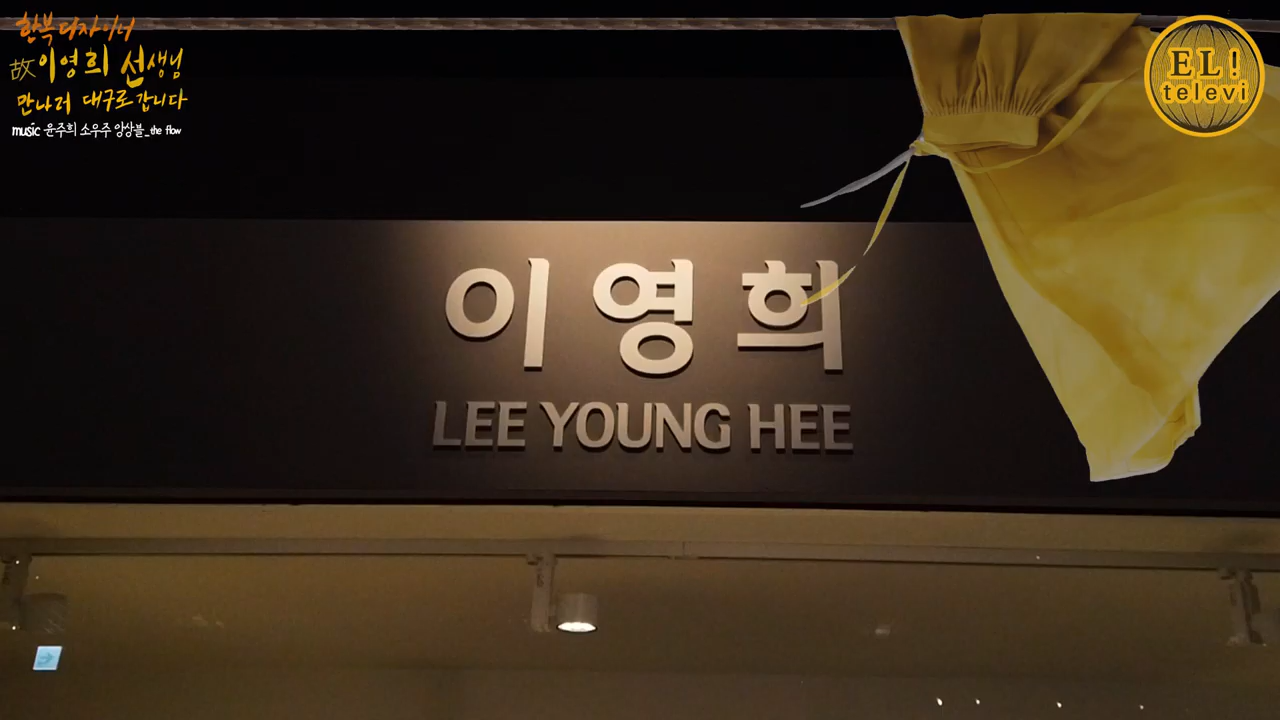 한복 디자이너
故이영희 선생님
만나러 대구로 갑니다
music 윤주희 소우주 앙상블_the flow
EL!
televi
이영희
LEE YOUNG HEE